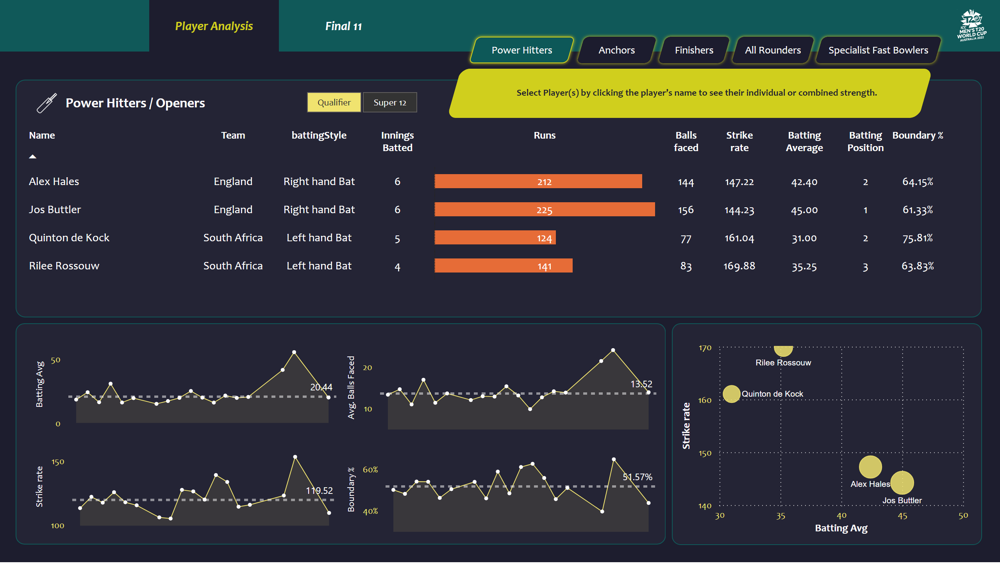 Player Analysis
Final 11
ICC
MEN'S T20
WORLD CUP
AUSTRALIA 2022
Power Hitters
Anchors
Finishers
All Rounders
Specialist Fast Bowlers
Select Player(s) by clicking the player's name to see their individual or combined strength.
Power Hitters / Openers
Qualifier
Super 12
Name Team battingStyle Innings Batted Runs Balls faced Strike rate Batting Average Batting Position Boundary %
Alex Hales England Right hand Bat 6 212 144 147.22 42.40 2 64.15%
Jos Buttler England Right hand Bat 6 225 156 144.23 45.00 1 61.33%
Quinton de Kock South Africa Left hand Bat 5 124 77 161.04 31.00 2 75.81%
Rilee Rossouw South Africa Left hand Bat 4 141 83 169.88 35.25 3 63.83%
Batting Avg
50
0
20.44
Avg. Balls Faced
20
10
13.52
Strike rate
150
100
119.52
Boundary %
60%
40%
51.57%
Strike rate
170
160
150
140
Rilee Rossouw
Quinton de Kock
Alex Hales
Jos Buttler
30 35 40 45 50
Batting Avg